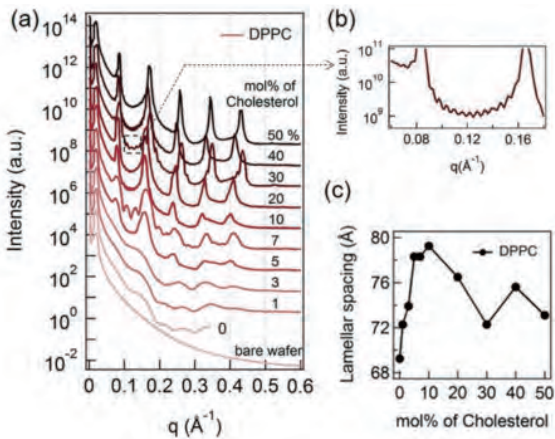 (a)
DPPC
mol% of
Cholesterol
50 %
40
30
20
10
7
5
3
1
0
bare wafer
Intensity (a.u.)
10^14
10^12
10^10
10^8
10^6
10^4
10^2
10^0
10^-2
0 0.1 0.2 0.3 0.4 0.5 0.6
q (Å^-1)
(b)
Intensity (a.u.)
10^11
10^10
10^9
0.08 0.12 0.16
q(Å^-1)
(c)
Lamellar spacing (Å)
80
76
72
68
DPPC
0 10 20 30 40 50
mol% of Cholesterol